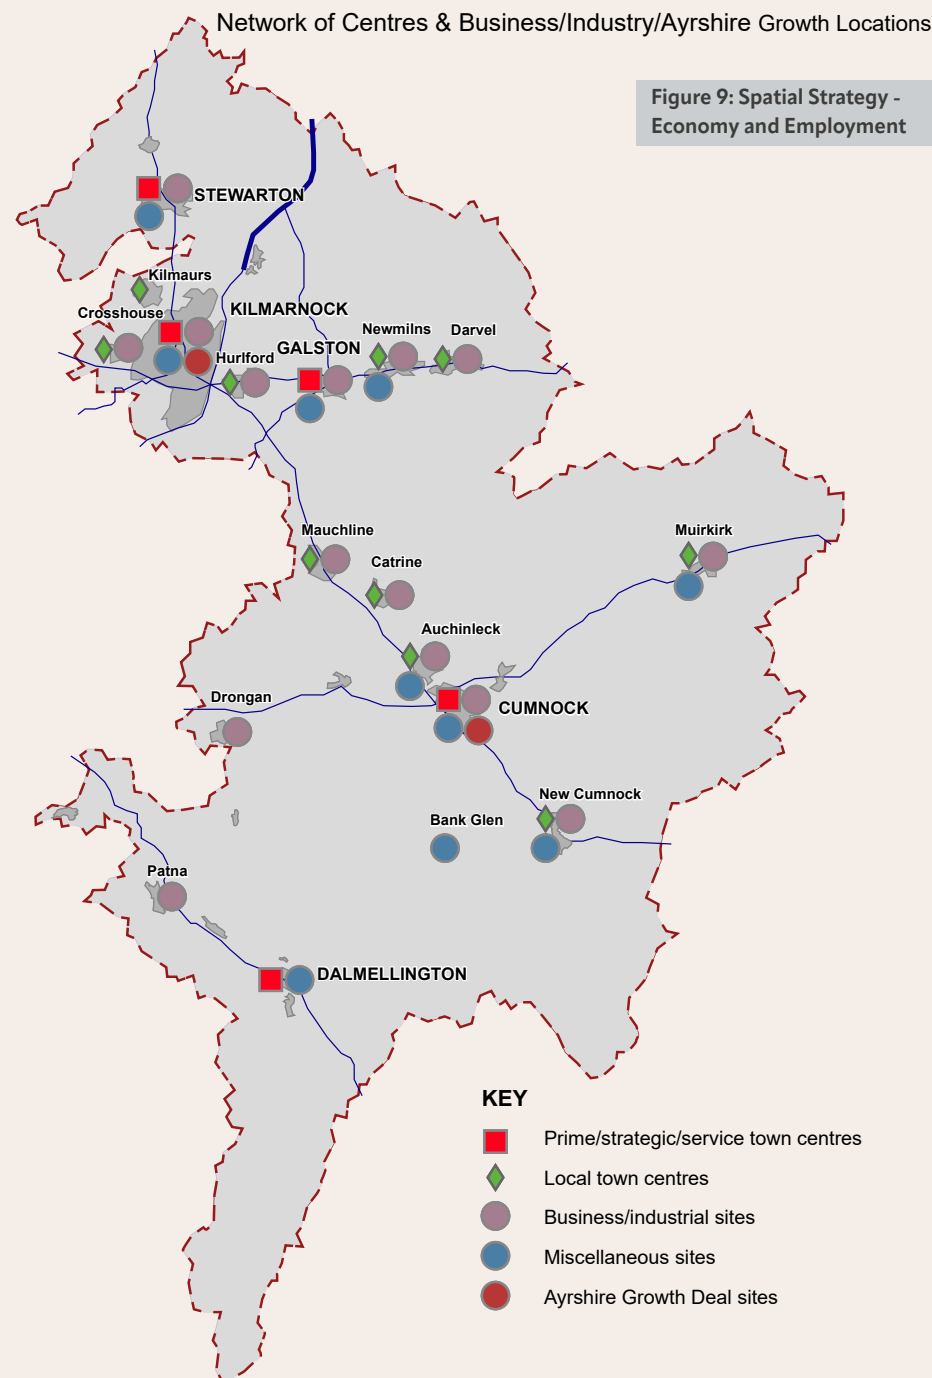 Network of Centres & Business/Industry/Ayrshire Growth Locations
Figure 9: Spatial Strategy -
Economy and Employment
STEWARTON
Kilmaurs
Crosshouse
KILMARNOCK
Hurlford
GALSTON
Newmilns
Darvel
Mauchline
Catrine
Muirkirk
Auchinleck
Drongan
CUMNOCK
New Cumnock
Bank Glen
Patna
DALMELLINGTON
KEY
Prime/strategic/service town centres
Local town centres
Business/industrial sites
Miscellaneous sites
Ayrshire Growth Deal sites